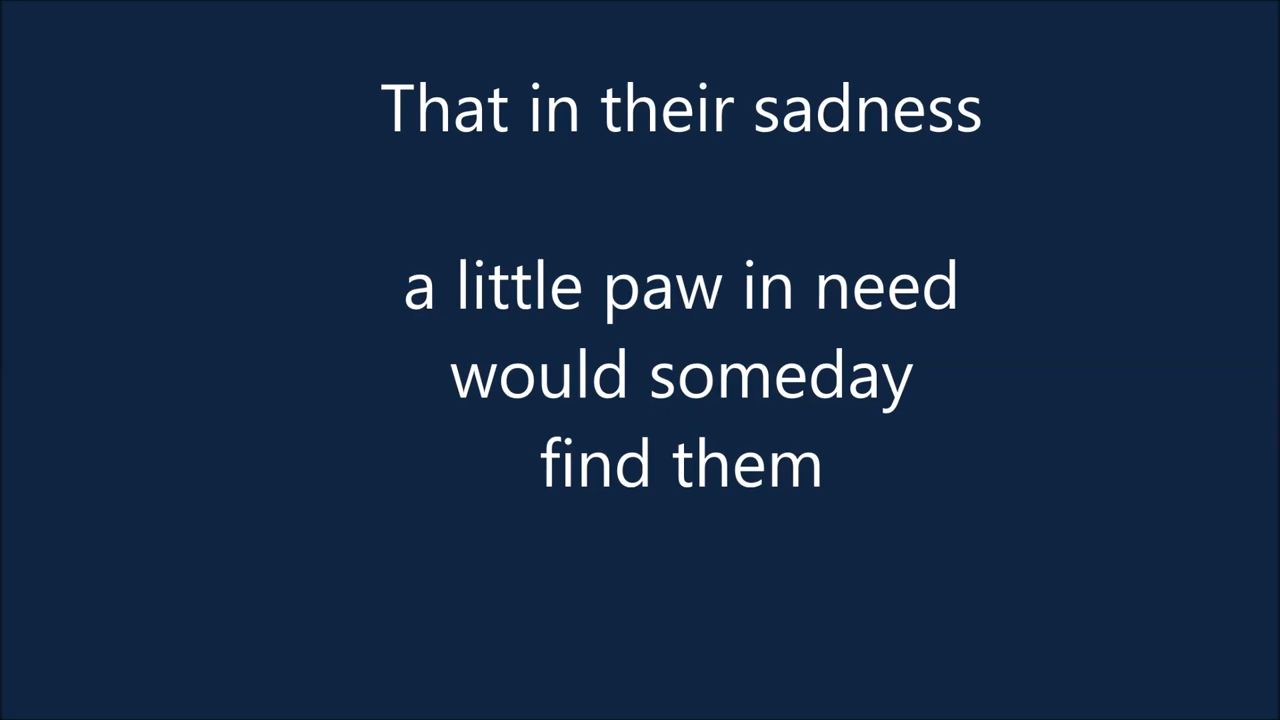 That in their sadness
a little paw in need
would someday
find them